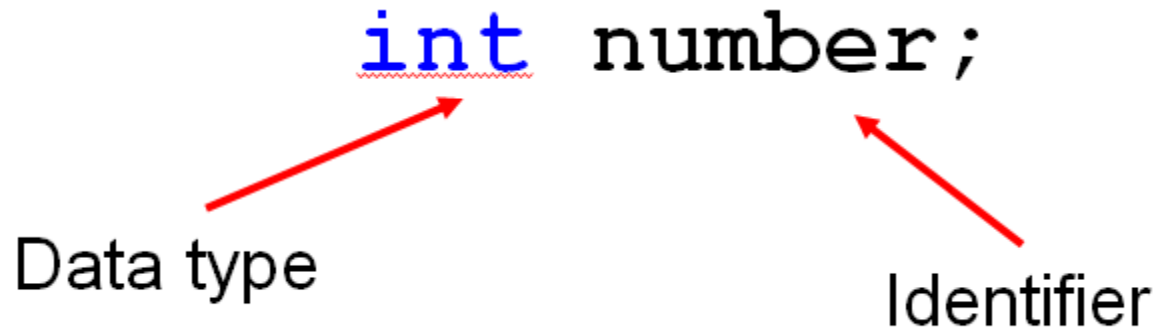 int number;
Data type
Identifier